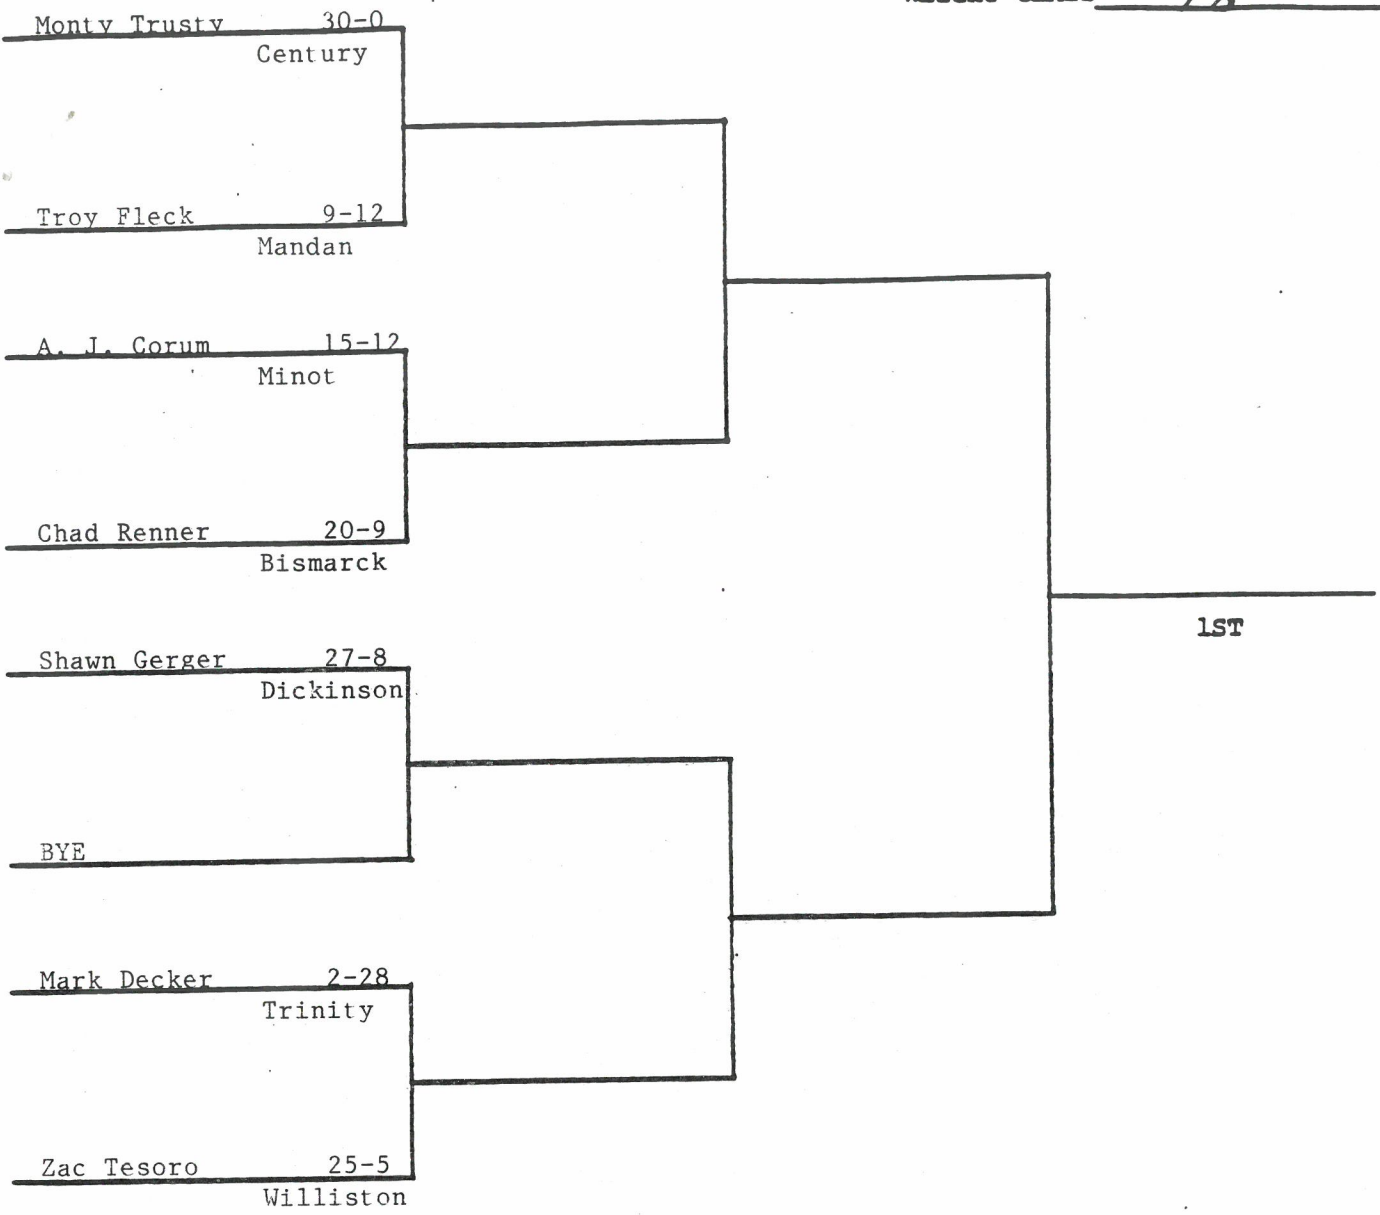 Monty Trusty 30-0
Century
Troy Fleck 9-12
Mandan
A. J. Corum 15-12
Minot
Chad Renner 20-9
Bismarck
1ST
Shawn Gerger 27-8
Dickinson
BYE
Mark Decker 2-28
Trinity
Zac Tesoro 25-5
Williston